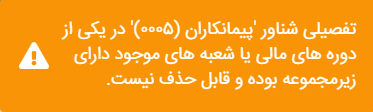 تفصیلی شناور 'پیمانکاران (0005)' در یکی از
دوره های مالی یا شعبه های موجود دارای
زیرمجموعه بوده و قابل حذف نیست.